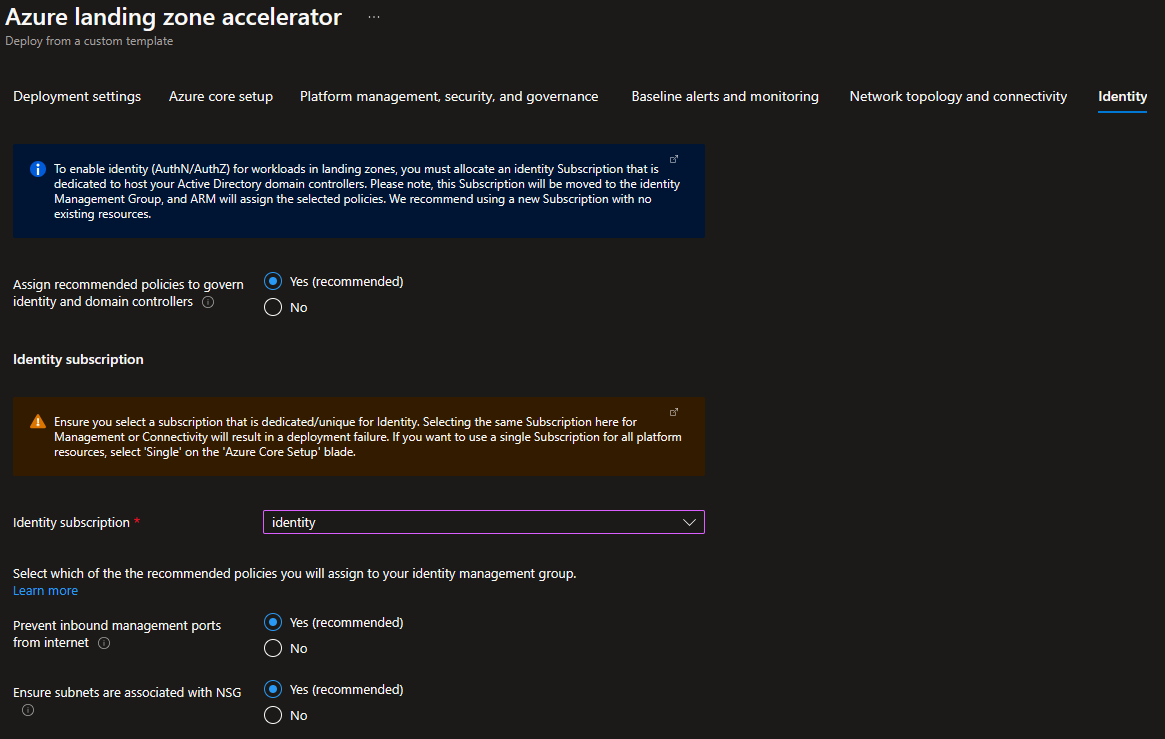 Azure landing zone accelerator ...
Deploy from a custom template
Deployment settings Azure core setup Platform management, security, and governance Baseline alerts and monitoring Network topology and connectivity Identity
To enable identity (AuthN/AuthZ) for workloads in landing zones, you must allocate an identity Subscription that is
dedicated to host your Active Directory domain controllers. Please note, this Subscription will be moved to the identity
Management Group, and ARM will assign the selected policies. We recommend using a new Subscription with no
existing resources.
Assign recommended policies to govern
identity and domain controllers
Yes (recommended)
No
Identity subscription
Ensure you select a subscription that is dedicated/unique for Identity. Selecting the same Subscription here for
Management or Connectivity will result in a deployment failure. If you want to use a single Subscription for all platform
resources, select 'Single' on the 'Azure Core Setup' blade.
Identity subscription *
identity
Select which of the the recommended policies you will assign to your identity management group.
Learn more
Prevent inbound management ports
from internet
Yes (recommended)
No
Ensure subnets are associated with NSG
Yes (recommended)
No